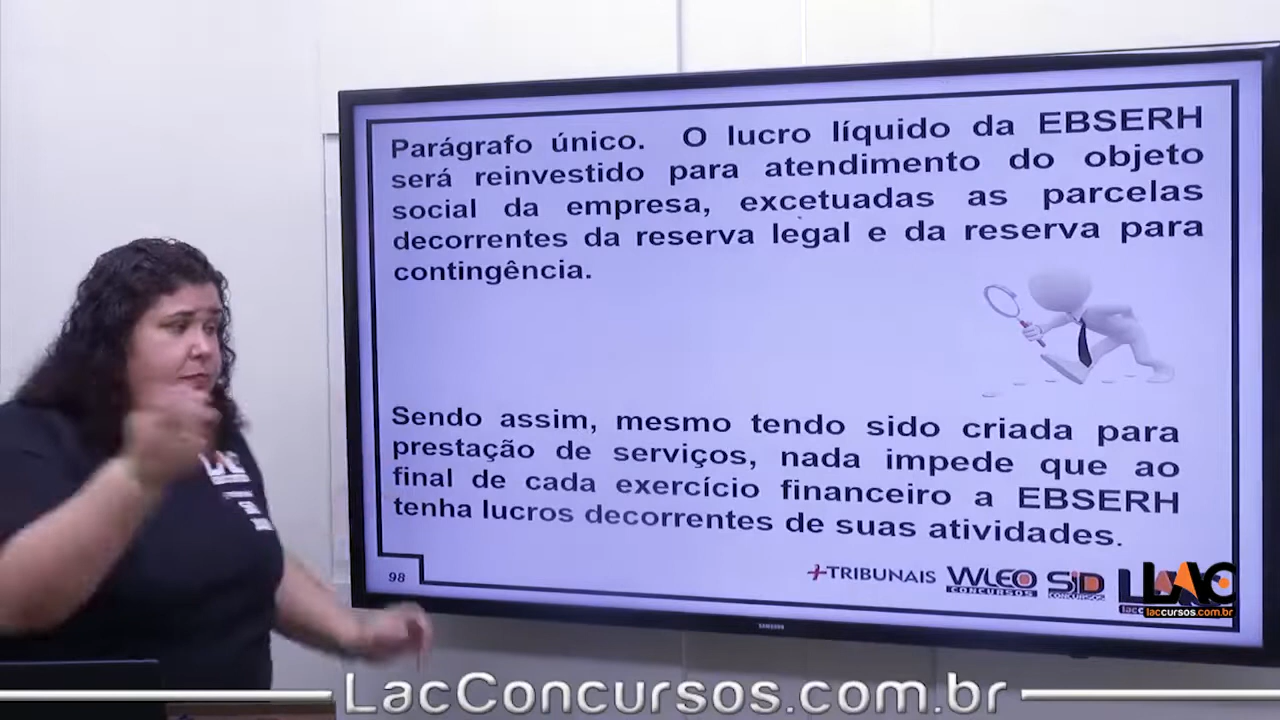 Parágrafo único. O lucro líquido da EBSERH
será reinvestido para atendimento do objeto
social da empresa, excetuadas as parcelas
decorrentes da reserva legal e da reserva para
contingência.
Sendo assim, mesmo tendo sido criada para
prestação de serviços, nada impede que ao
final de cada exercício financeiro a EBSERH
tenha lucros decorrentes de suas atividades.
98
+TRIBUNAIS WLEO CONCURSOS SID CONCURSOS LAC
laccursos.com.br
SAMSUNG
LacConcursos.com.br